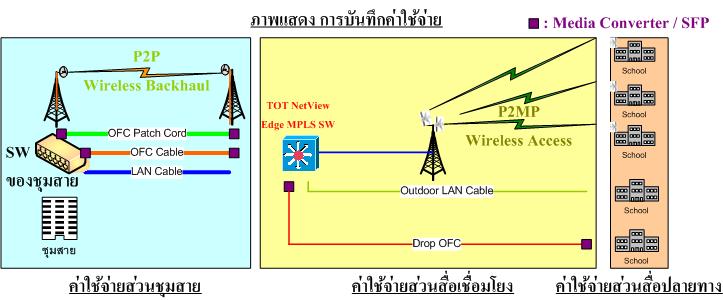 ภาพแสดง การบันทึกค่าใช้จ่าย
: Media Converter / SFP
P2P
Wireless Backhaul
OFC Patch Cord
SW
OFC Cable
ของชุมสาย
LAN Cable
ชุมสาย
TOT NetView
Edge MPLS SW
P2MP
Wireless Access
Outdoor LAN Cable
Drop OFC
School
School
School
School
School
ค่าใช้จ่ายส่วนชุมสาย
ค่าใช้จ่ายส่วนสื่อเชื่อมโยง
ค่าใช้จ่ายส่วนสื่อปลายทาง